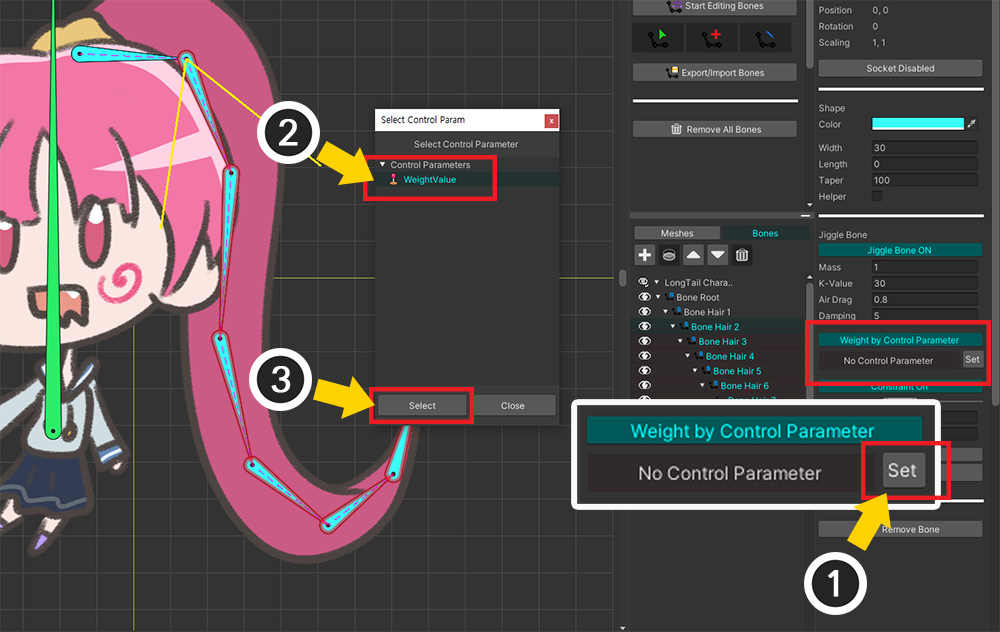 Start Editing Bones
Export/Import Bones
Remove All Bones
Position 0, 0
Rotation 0
Scaling 1, 1
Socket Disabled
Shape
Color
Width 30
Length 0
Taper 100
Helper
Select Control Param x
Select Control Parameter
Control Parameters
WeightValue
Select Close
Meshes Bones
LongTail Chara..
Bone Root
Bone Hair 1
Bone Hair 2
Bone Hair 3
Bone Hair 4
Bone Hair 5
Bone Hair 6
Bone Hair 7
Jiggle Bone
Jiggle Bone ON
Mass 1
K-Value 30
Air Drag 0.8
Damping 5
Weight by Control Parameter
No Control Parameter Set
Constraint On
Weight by Control Parameter
No Control Parameter Set
Remove Bone
2
3
1